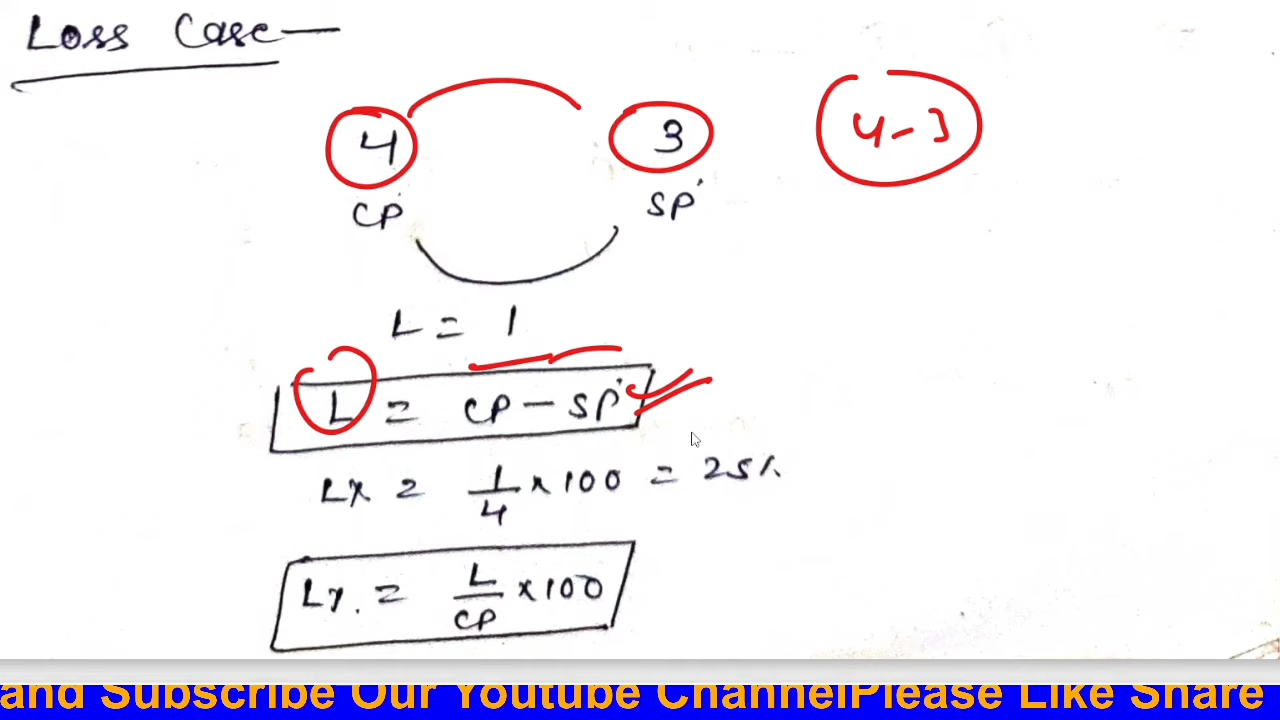 Loss Case—
4 3 4-3
CP SP
L = 1
L = CP - SP
L% = 1/4 × 100 = 25%
L% = L/CP × 100
and Subscribe Our Youtube ChannelPlease Like Share